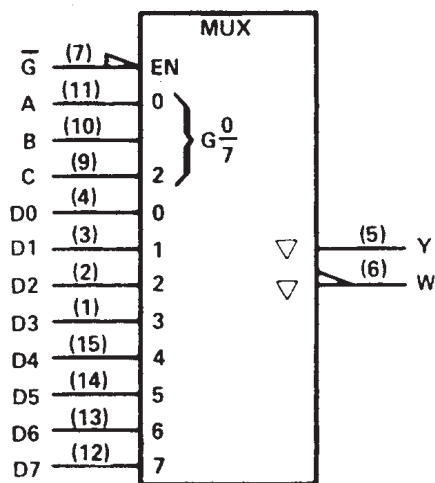 MUX
G̅ (7) EN
A (11) 0
B (10) G 0/7
C (9) 2
D0 (4) 0
D1 (3) 1 ▽ (5) Y
D2 (2) 2 ▽ (6) W
D3 (1) 3
D4 (15) 4
D5 (14) 5
D6 (13) 6
D7 (12) 7